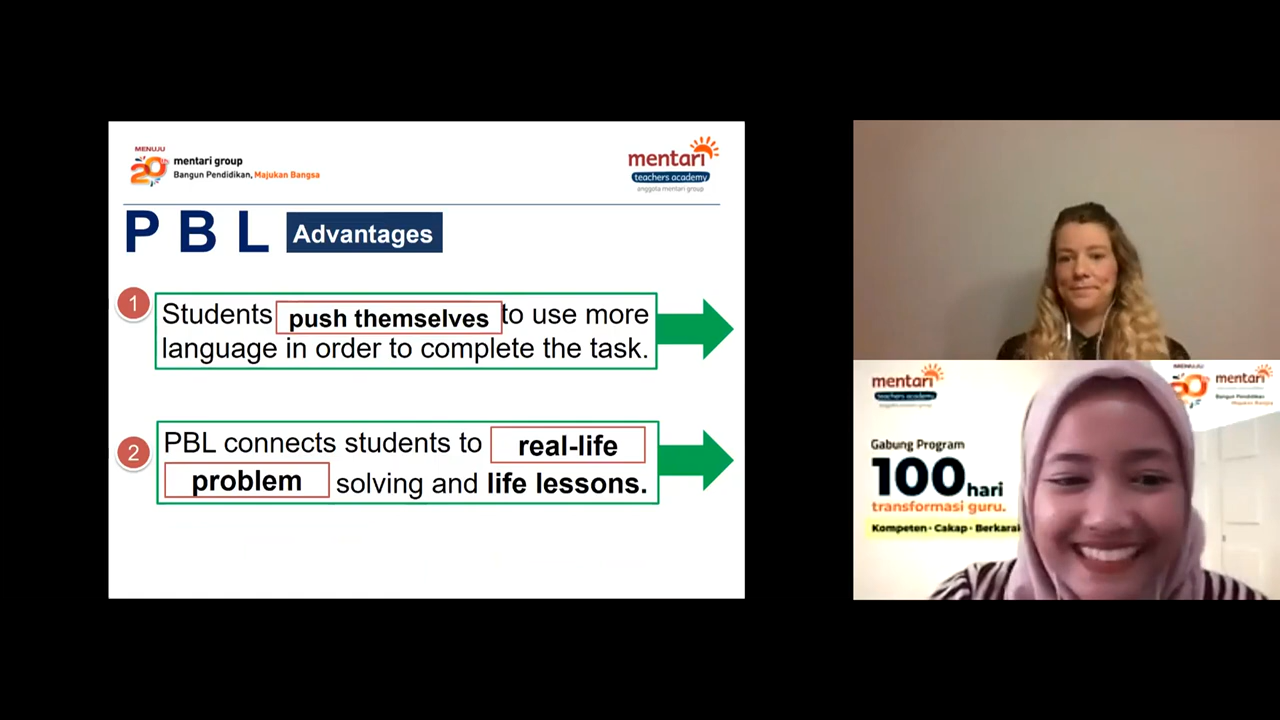 MENUJU
20th
mentari group
Bangun Pendidikan, Majukan Bangsa
mentari
teachers academy
anggota mentari group
P B L Advantages
1
Students push themselves to use more
language in order to complete the task.
2
PBL connects students to real-life
problem solving and life lessons.
mentari
teachers academy
MENUJU
20
mentari
Bangun Pendidikan
Majukan Bangsa
Gabung Program
100 hari
transformasi guru.
Kompeten · Cakap · Berkarak